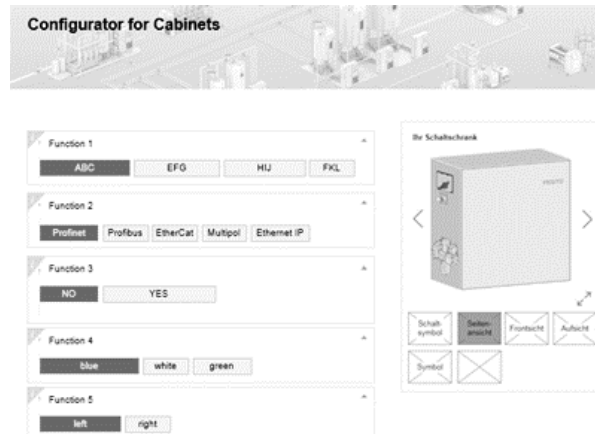 Configurator for Cabinets
Function 1
ABC EFG HIJ FKL
Function 2
Profinet Profibus EtherCat Multipol Ethernet IP
Function 3
NO YES
Function 4
blue white green
Function 5
left right
Ihr Schaltschrank
FESTO
Schalt-
symbol
Seiten-
ansicht
Frontsicht
Aufsicht
Symbol